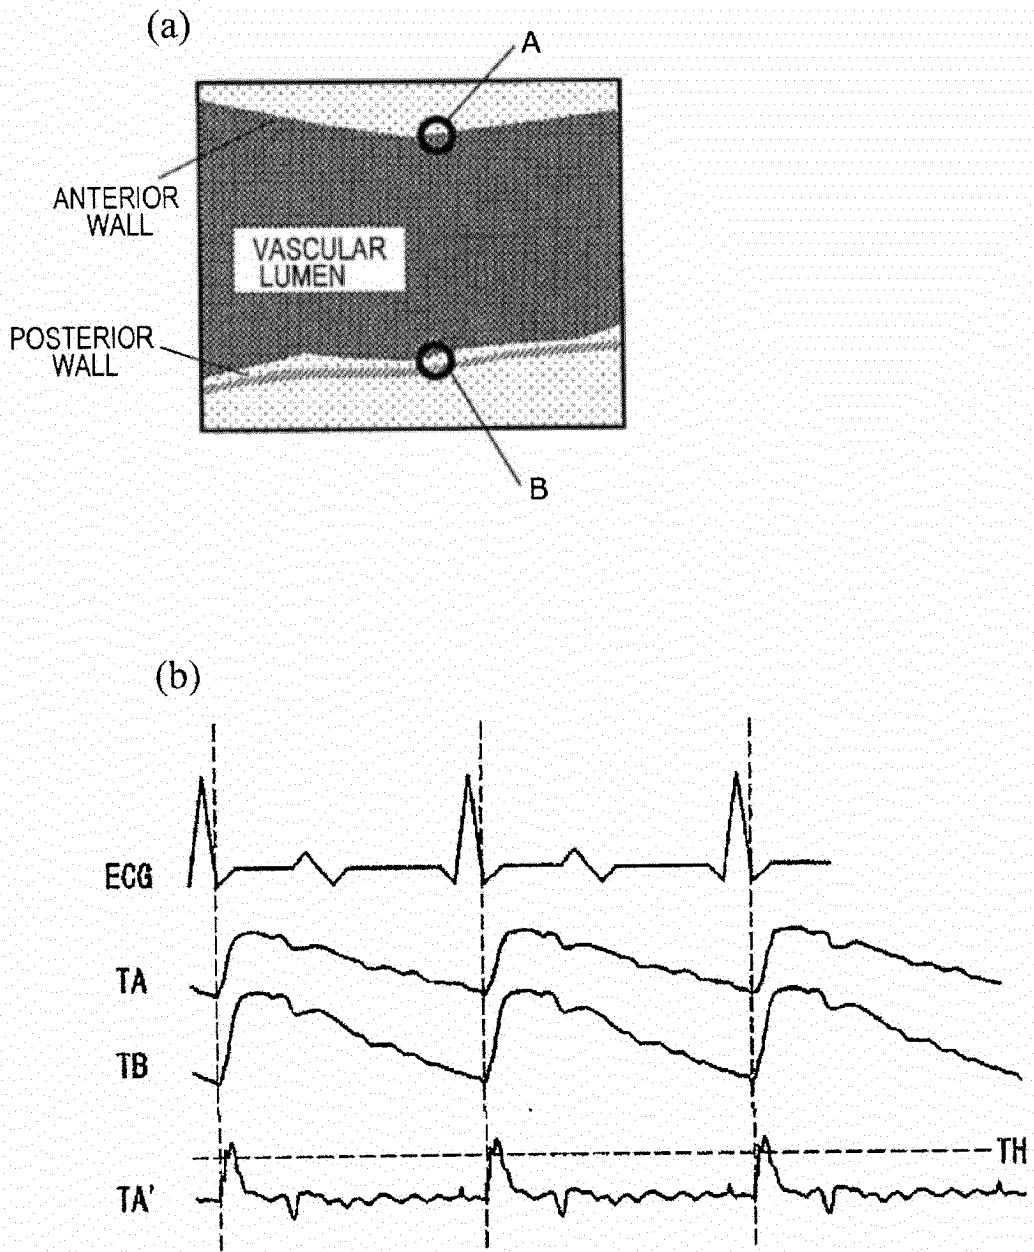 (a)
A
ANTERIOR
WALL
VASCULAR
LUMEN
POSTERIOR
WALL
B
(b)
ECG
TA
TB
TH
TA'